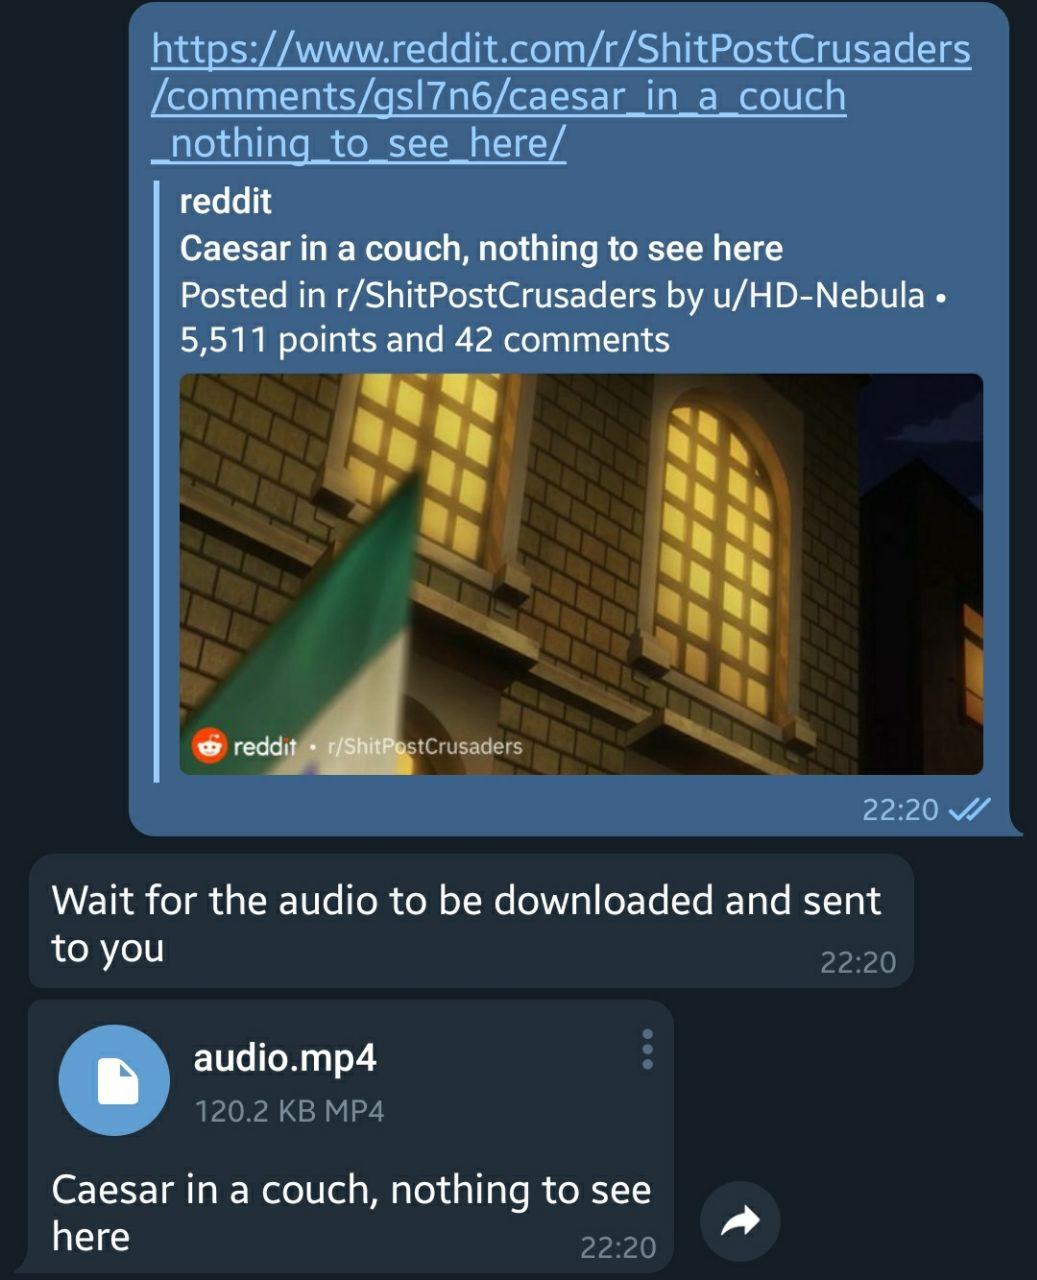 https://www.reddit.com/r/ShitPostCrusaders
/comments/gsl7n6/caesar_in_a_couch
_nothing_to_see_here/
reddit
Caesar in a couch, nothing to see here
Posted in r/ShitPostCrusaders by u/HD-Nebula •
5,511 points and 42 comments
reddit • r/ShitPostCrusaders
22:20
Wait for the audio to be downloaded and sent
to you
22:20
audio.mp4
120.2 KB MP4
Caesar in a couch, nothing to see
here
22:20